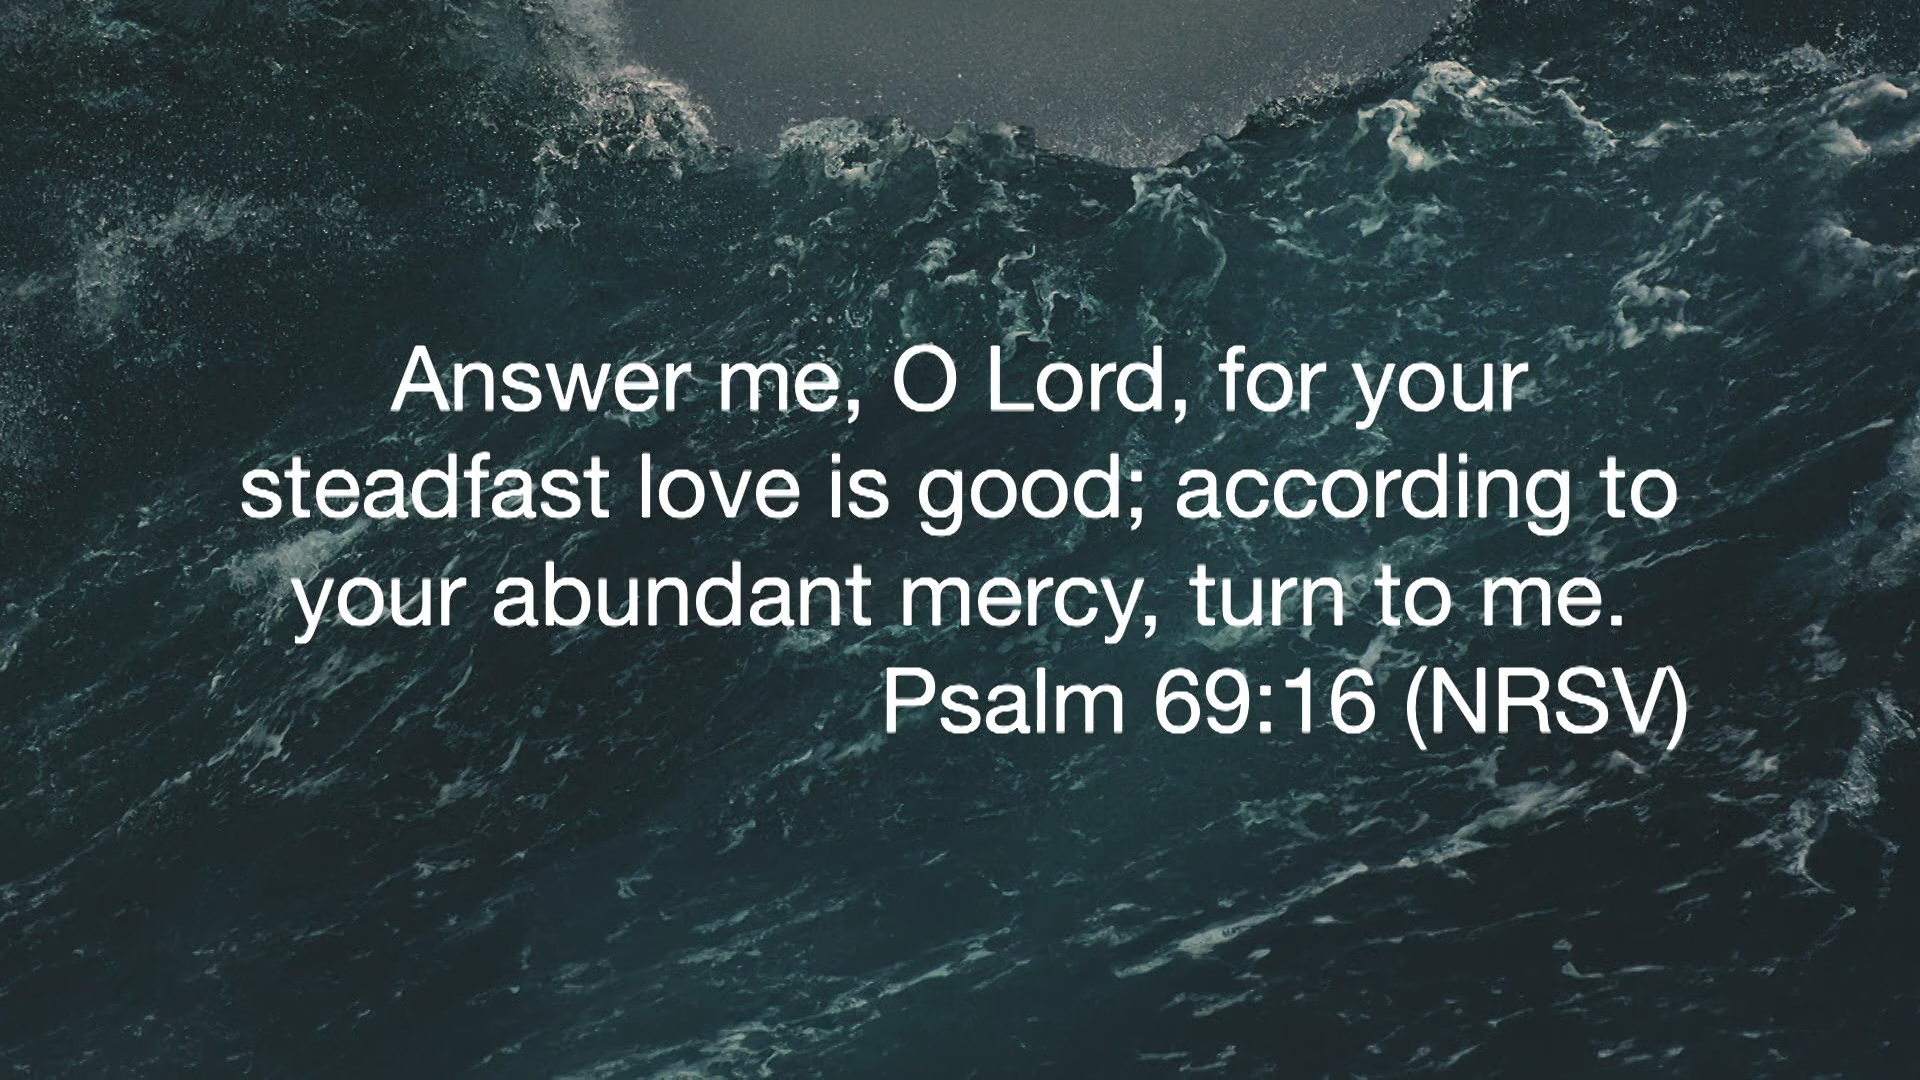 Answer me, O Lord, for your
steadfast love is good; according to
your abundant mercy, turn to me.
Psalm 69:16 (NRSV)